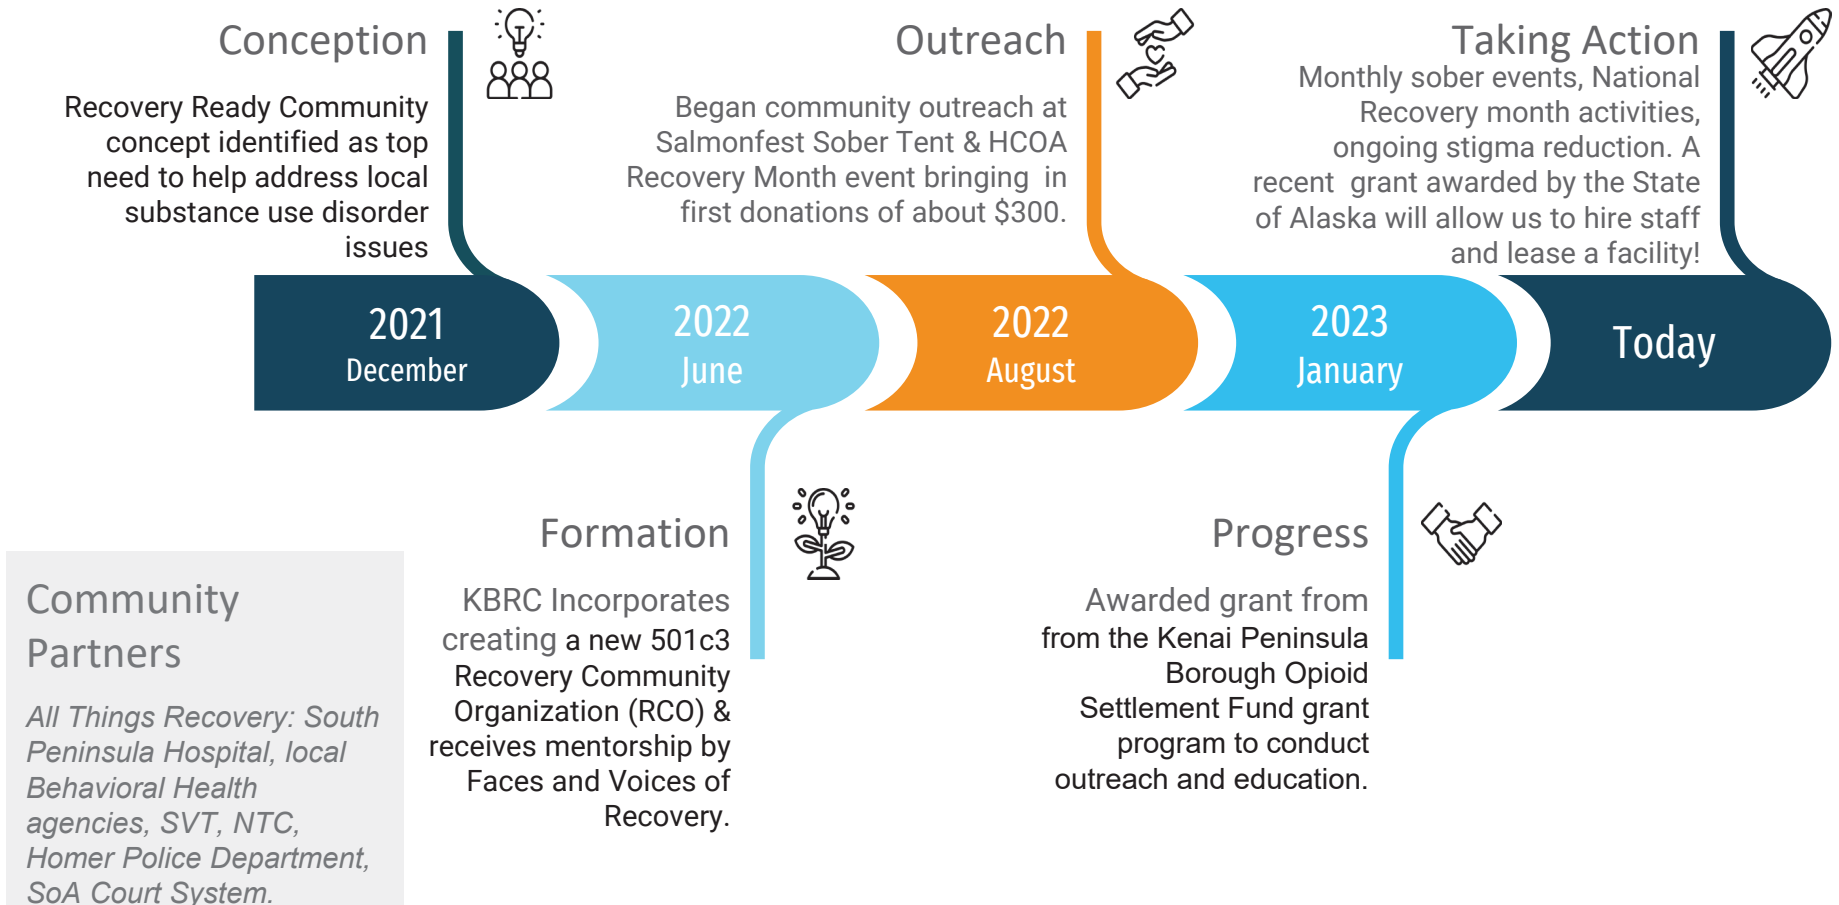 Conception
Recovery Ready Community
concept identified as top
need to help address local
substance use disorder
issues
Outreach
Began community outreach at
Salmonfest Sober Tent & HCOA
Recovery Month event bringing in
first donations of about $300.
Taking Action
Monthly sober events, National
Recovery month activities,
ongoing stigma reduction. A
recent grant awarded by the State
of Alaska will allow us to hire staff
and lease a facility!
2021
December
2022
June
2022
August
2023
January
Today
Formation
KBRC Incorporates
creating a new 501c3
Recovery Community
Organization (RCO) &
receives mentorship by
Faces and Voices of
Recovery.
Progress
Awarded grant from
from the Kenai Peninsula
Borough Opioid
Settlement Fund grant
program to conduct
outreach and education.
Community
Partners
All Things Recovery: South
Peninsula Hospital, local
Behavioral Health
agencies, SVT, NTC,
Homer Police Department,
SoA Court System.